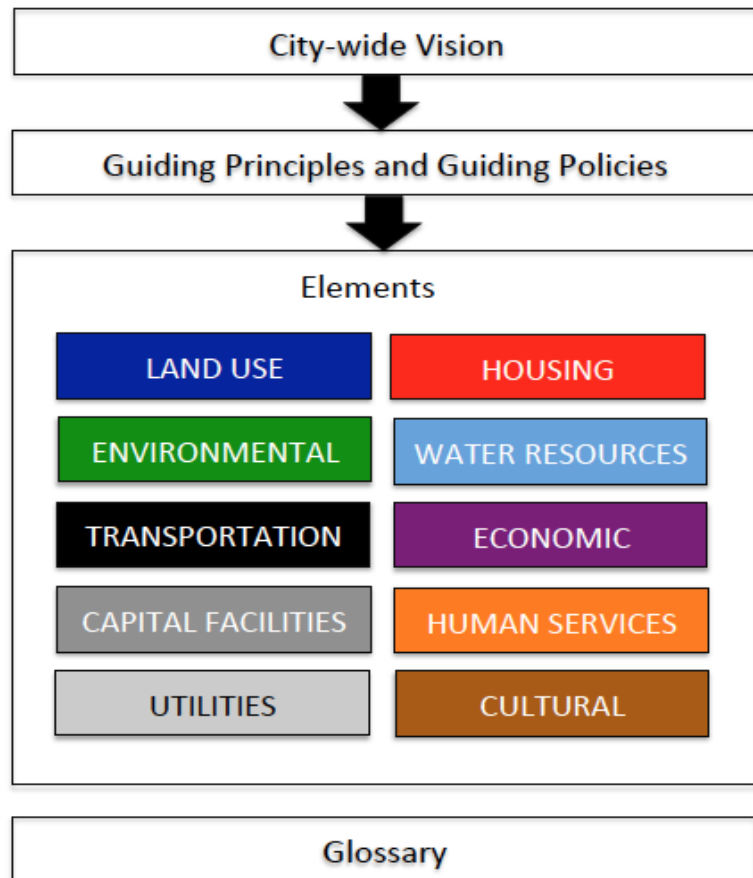 City-wide Vision
Guiding Principles and Guiding Policies
Elements
LAND USE
HOUSING
ENVIRONMENTAL
WATER RESOURCES
TRANSPORTATION
ECONOMIC
CAPITAL FACILITIES
HUMAN SERVICES
UTILITIES
CULTURAL
Glossary